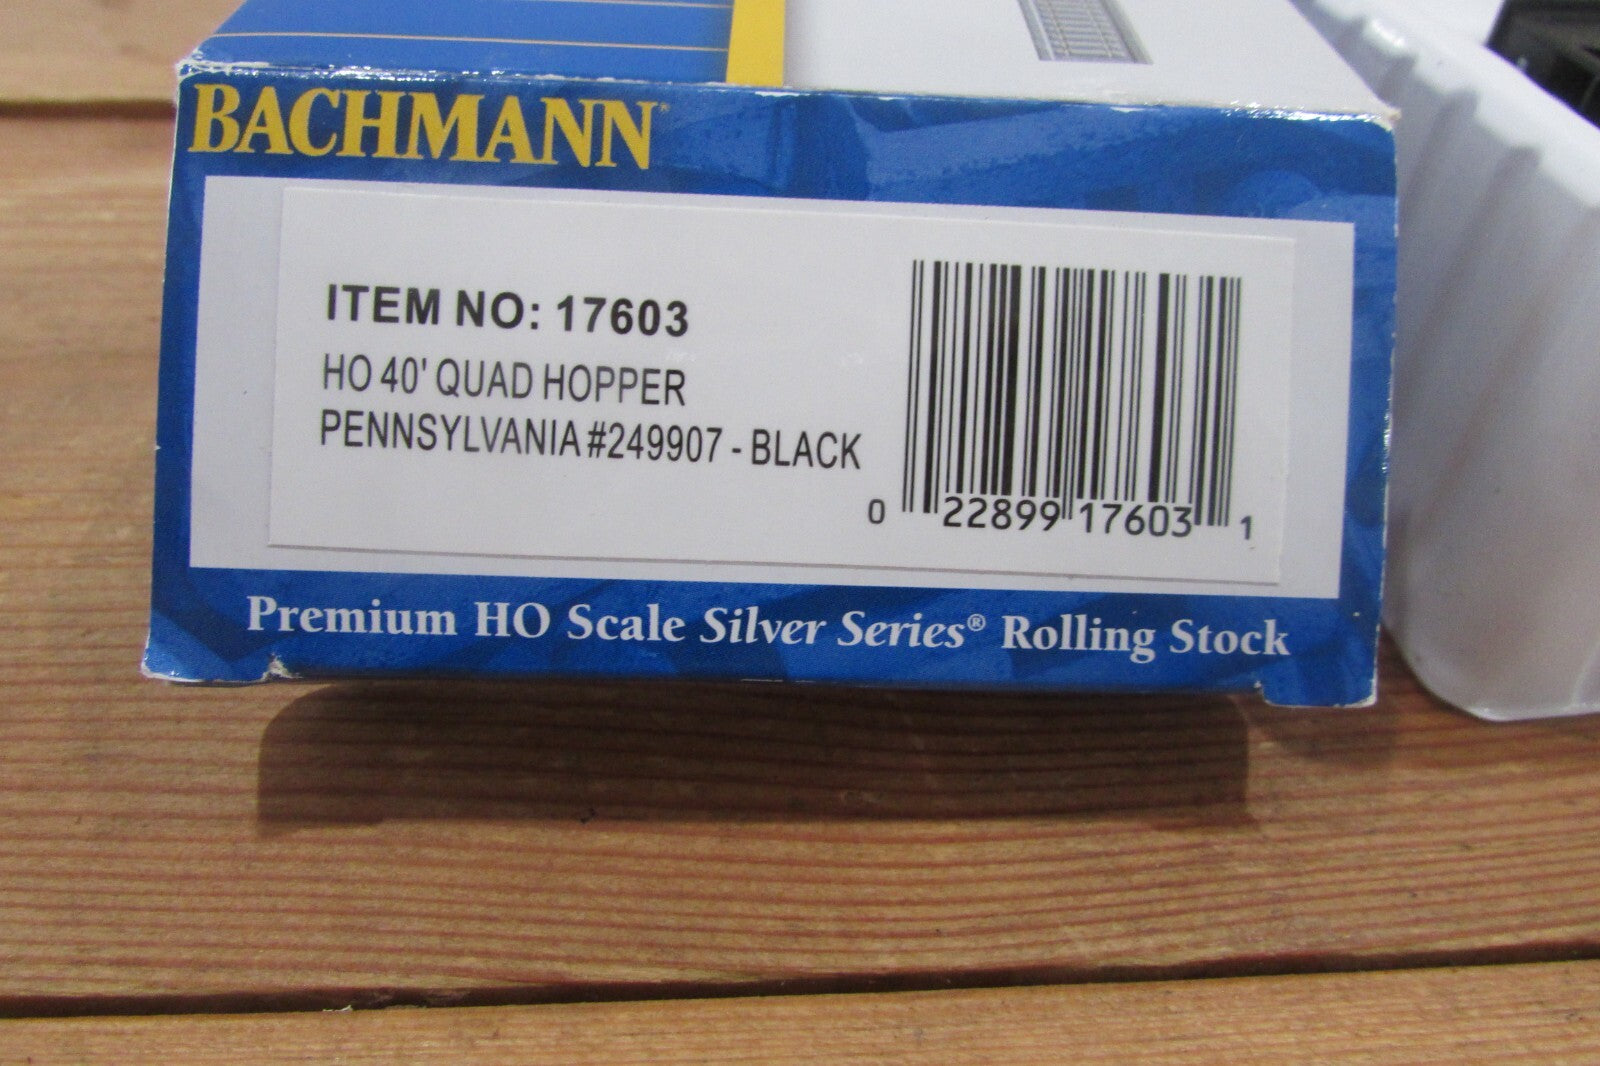 BACHMANN
ITEM NO: 17603
HO 40' QUAD HOPPER
PENNSYLVANIA #249907 - BLACK
0 22899 17603 1
Premium HO Scale Silver Series® Rolling Stock